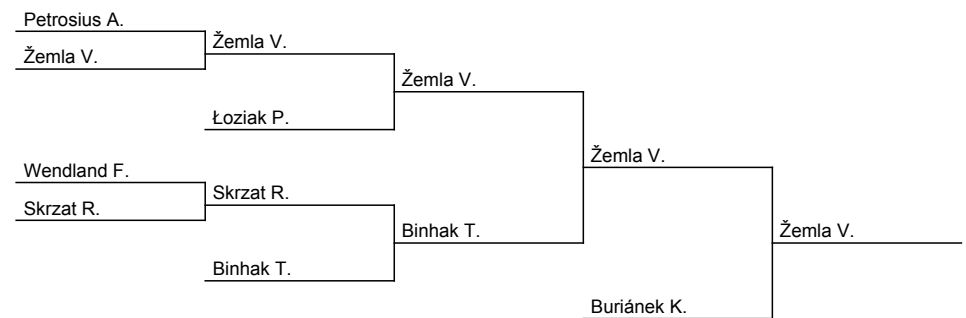 Petrosius A.
Žemla V.
Žemla V.
Žemla V.
Łoziak P.
Žemla V.
Wendland F.
Skrzat R.
Skrzat R.
Binhak T.
Žemla V.
Binhak T.
Buriánek K.